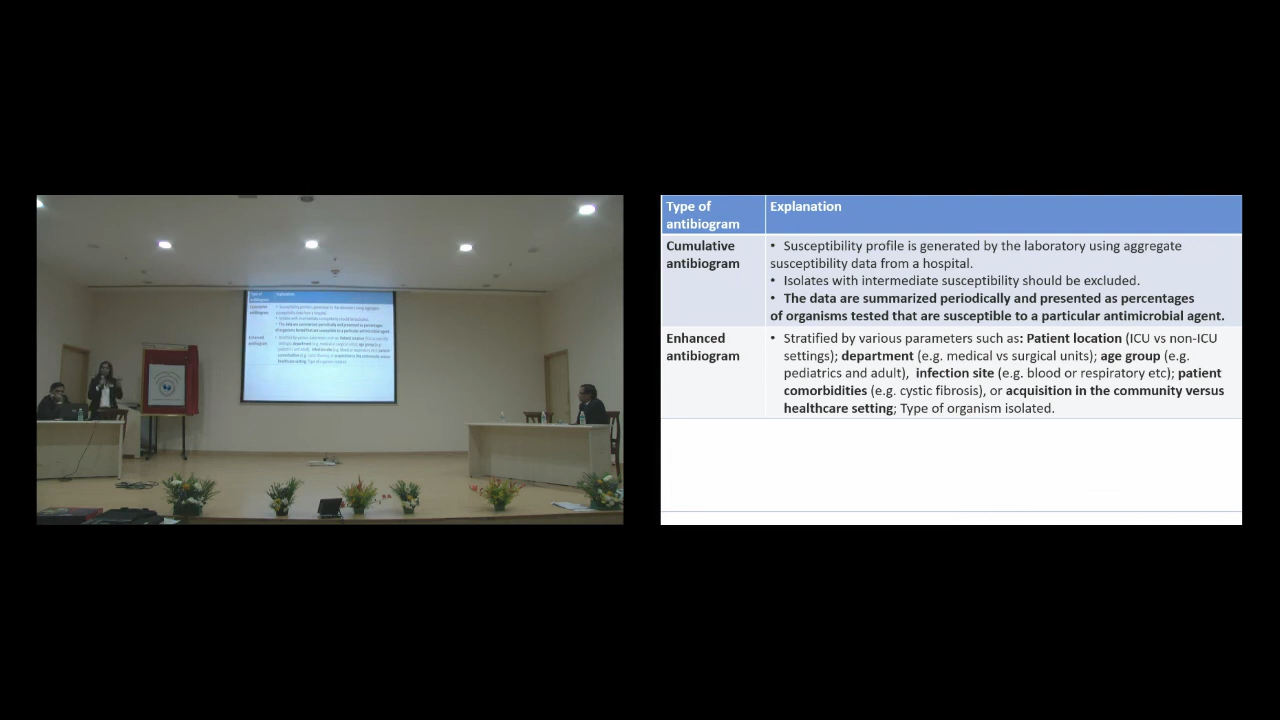 Type of
antibiogram
Explanation
Cumulative
antibiogram
• Susceptibility profile is generated by the laboratory using aggregate
susceptibility data from a hospital.
• Isolates with intermediate susceptibility should be excluded.
• The data are summarized periodically and presented as percentages
of organisms tested that are susceptible to a particular antimicrobial agent.
Enhanced
antibiogram
• Stratified by various parameters such as: Patient location (ICU vs non-ICU
settings); department (e.g. medical vs surgical units); age group (e.g.
pediatrics and adult), infection site (e.g. blood or respiratory etc); patient
comorbidities (e.g. cystic fibrosis), or acquisition in the community versus
healthcare setting; Type of organism isolated.